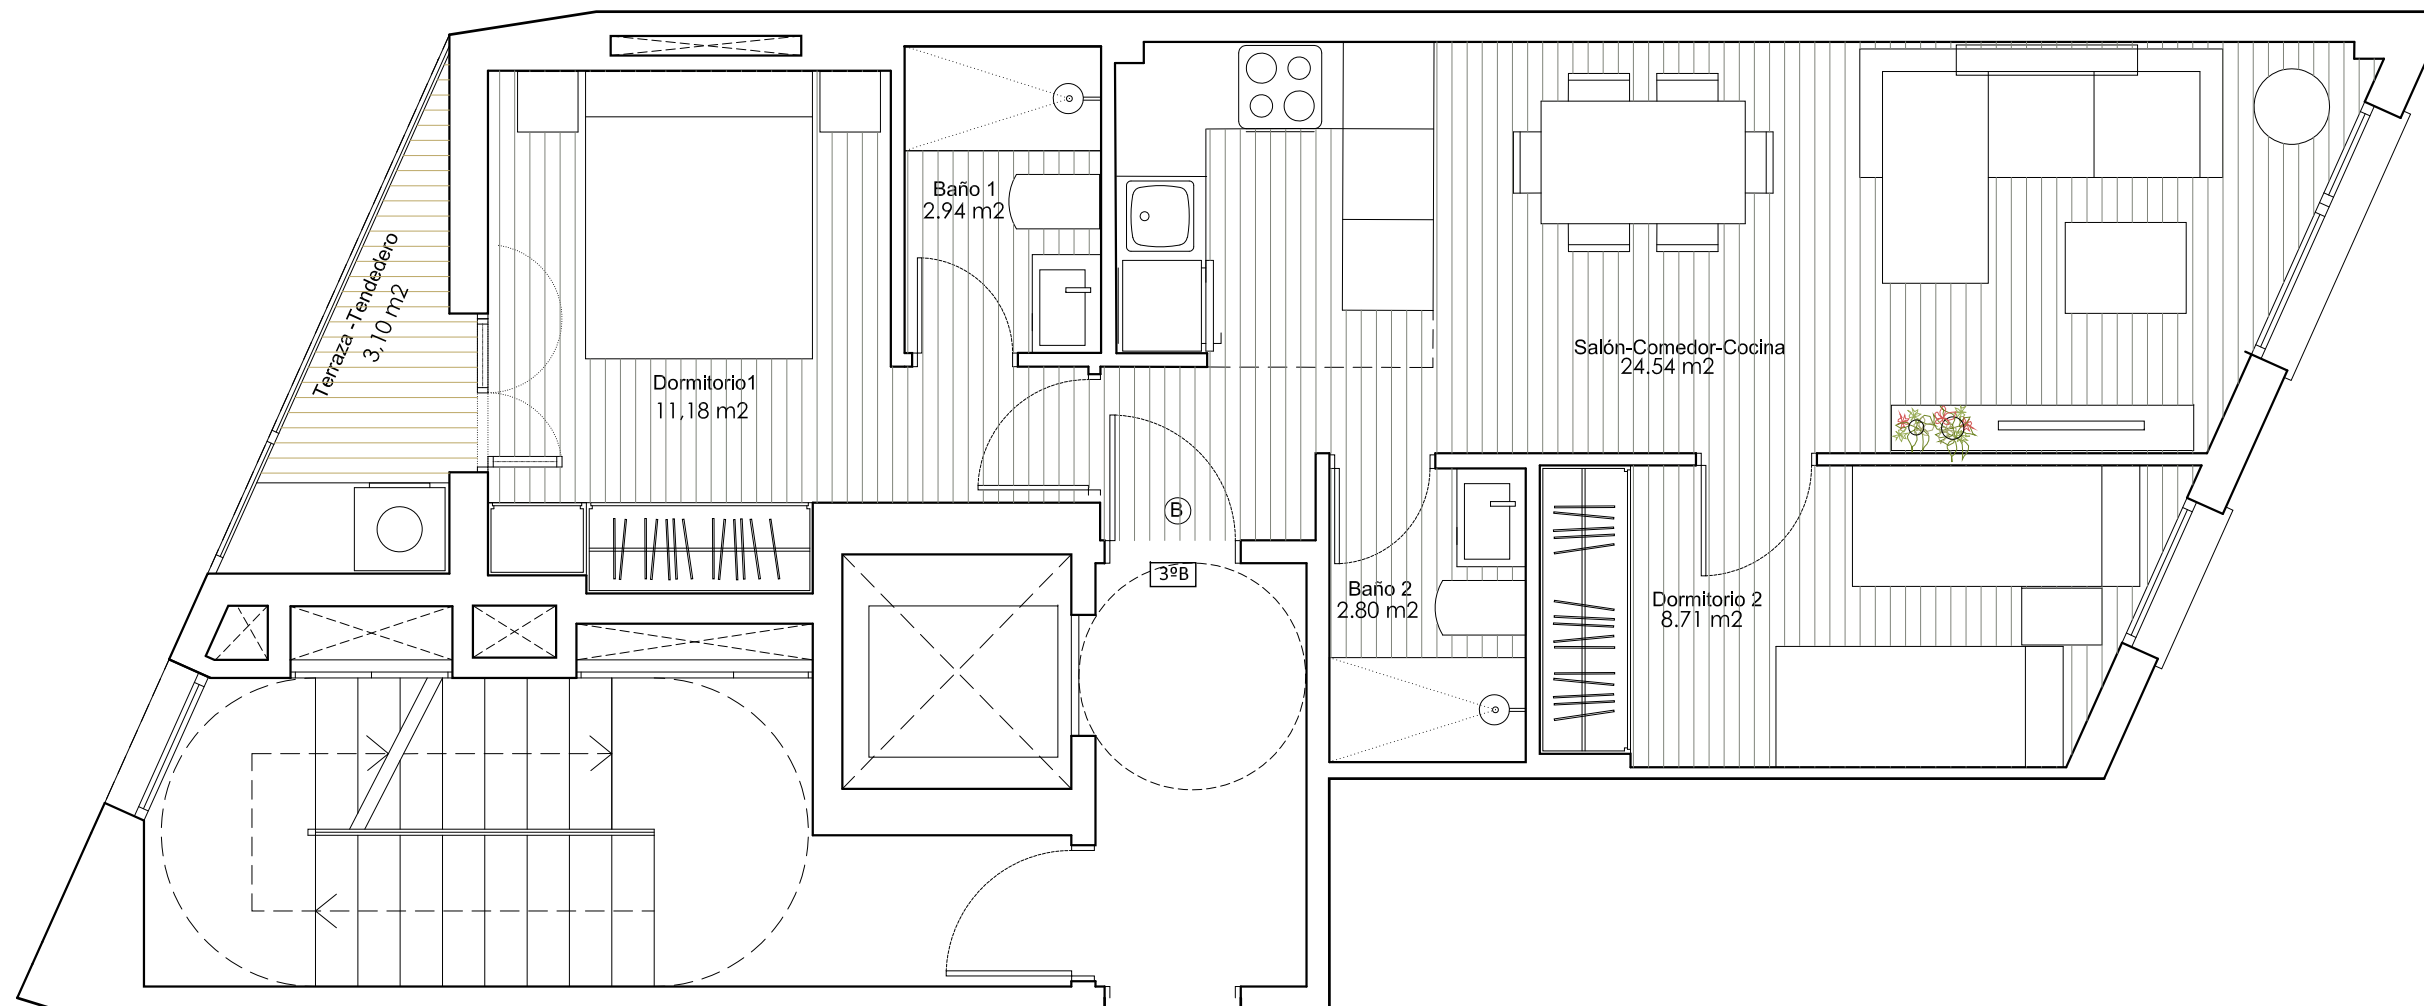 Baño 1
2.94 m2
Terraza -Tendedero
3,10 m2
Salón-Comedor-Cocina
24.54 m2
Dormitorio1
11,18 m2
B
3ºB
Baño 2
2.80 m2
Dormitorio 2
8.71 m2